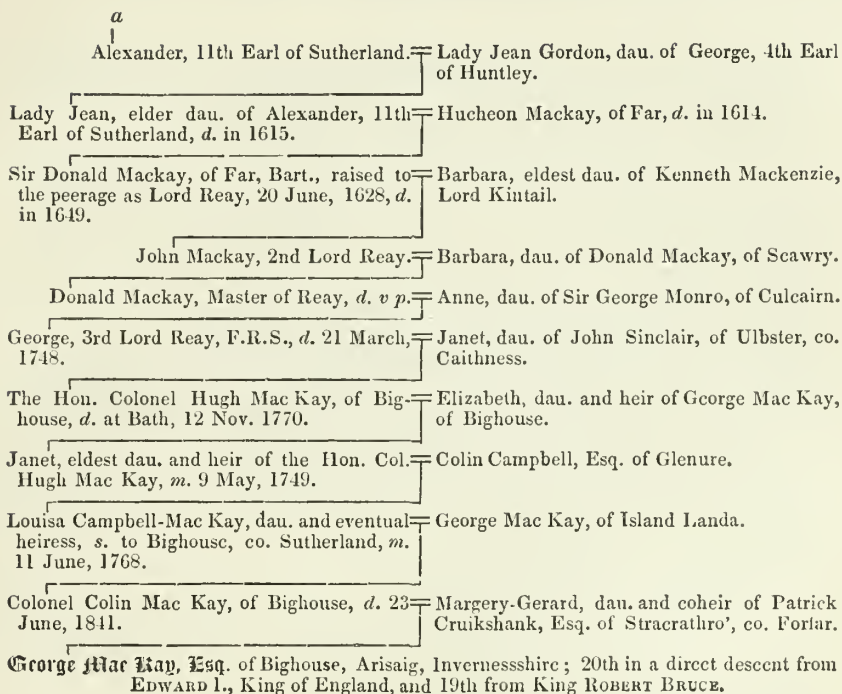 a
Alexander, 11th Earl of Sutherland. = Lady Jean Gordon, dau. of George, 4th Earl
of Huntley.
Lady Jean, elder dau. of Alexander, 11th = Hucheon Mackay, of Far, d. in 1614.
Earl of Sutherland, d. in 1615.
Sir Donald Mackay, of Far, Bart., raised to = Barbara, eldest dau. of Kenneth Mackenzie,
the peerage as Lord Reay, 20 June, 1628, d. Lord Kintail.
in 1649.
John Mackay, 2nd Lord Reay. = Barbara, dau. of Donald Mackay, of Scawry.
Donald Mackay, Master of Reay, d. v p. = Anne, dau. of Sir George Monro, of Culcairn.
George, 3rd Lord Reay, F.R.S., d. 21 March, = Janet, dau. of John Sinclair, of Ulbster, co.
1748. Caithness.
The Hon. Colonel Hugh Mac Kay, of Big- = Elizabeth, dau. and heir of George Mac Kay,
house, d. at Bath, 12 Nov. 1770. of Bighouse.
Janet, eldest dau. and heir of the Hon. Col. = Colin Campbell, Esq. of Glenure.
Hugh Mac Kay, m. 9 May, 1749.
Louisa Campbell-Mac Kay, dau. and eventual = George Mac Kay, of Island Landa.
heiress, s. to Bighouse, co. Sutherland, m.
11 June, 1768.
Colonel Colin Mac Kay, of Bighouse, d. 23 = Margery-Gerard, dau. and coheir of Patrick
June, 1841. Cruikshank, Esq. of Stracrathro', co. Forfar.
George Mac Kay, Esq. of Bighouse, Arisaig, Invernessshire; 20th in a direct descent from
EDWARD I., King of England, and 19th from King ROBERT BRUCE.